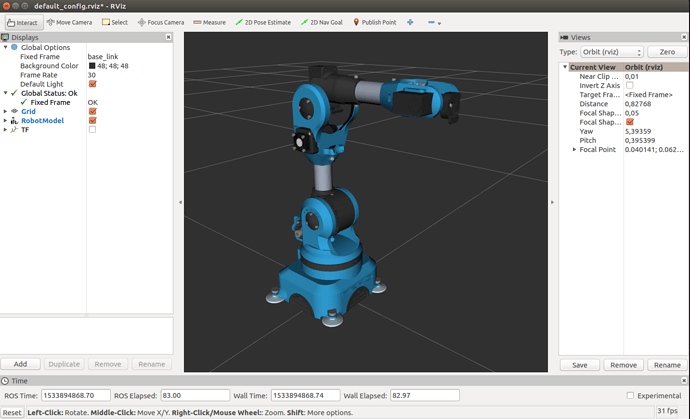 default_config.rviz* - RViz
Interact Move Camera Select Focus Camera Measure 2D Pose Estimate 2D Nav Goal Publish Point
Displays
Global Options
Fixed Frame base_link
Background Color 48; 48; 48
Frame Rate 30
Default Light
Global Status: Ok
Fixed Frame OK
Grid
RobotModel
TF
Add Duplicate Remove Rename
Views
Type: Orbit (rviz) Zero
Current View Orbit (rviz)
Near Clip ... 0,01
Invert Z Axis
Target Fra... <Fixed Frame>
Distance 0,82768
Focal Shap... 0,05
Focal Shap...
Yaw 5,39359
Pitch 0,395399
Focal Point 0.040141; 0.062...
Save Remove Rename
Time
ROS Time: 1533894868.70 ROS Elapsed: 83.00 Wall Time: 1533894868.74 Wall Elapsed: 82.97 Experimental
Reset Left-Click: Rotate. Middle-Click: Move X/Y. Right-Click/Mouse Wheel:: Zoom. Shift: More options. 31 fps